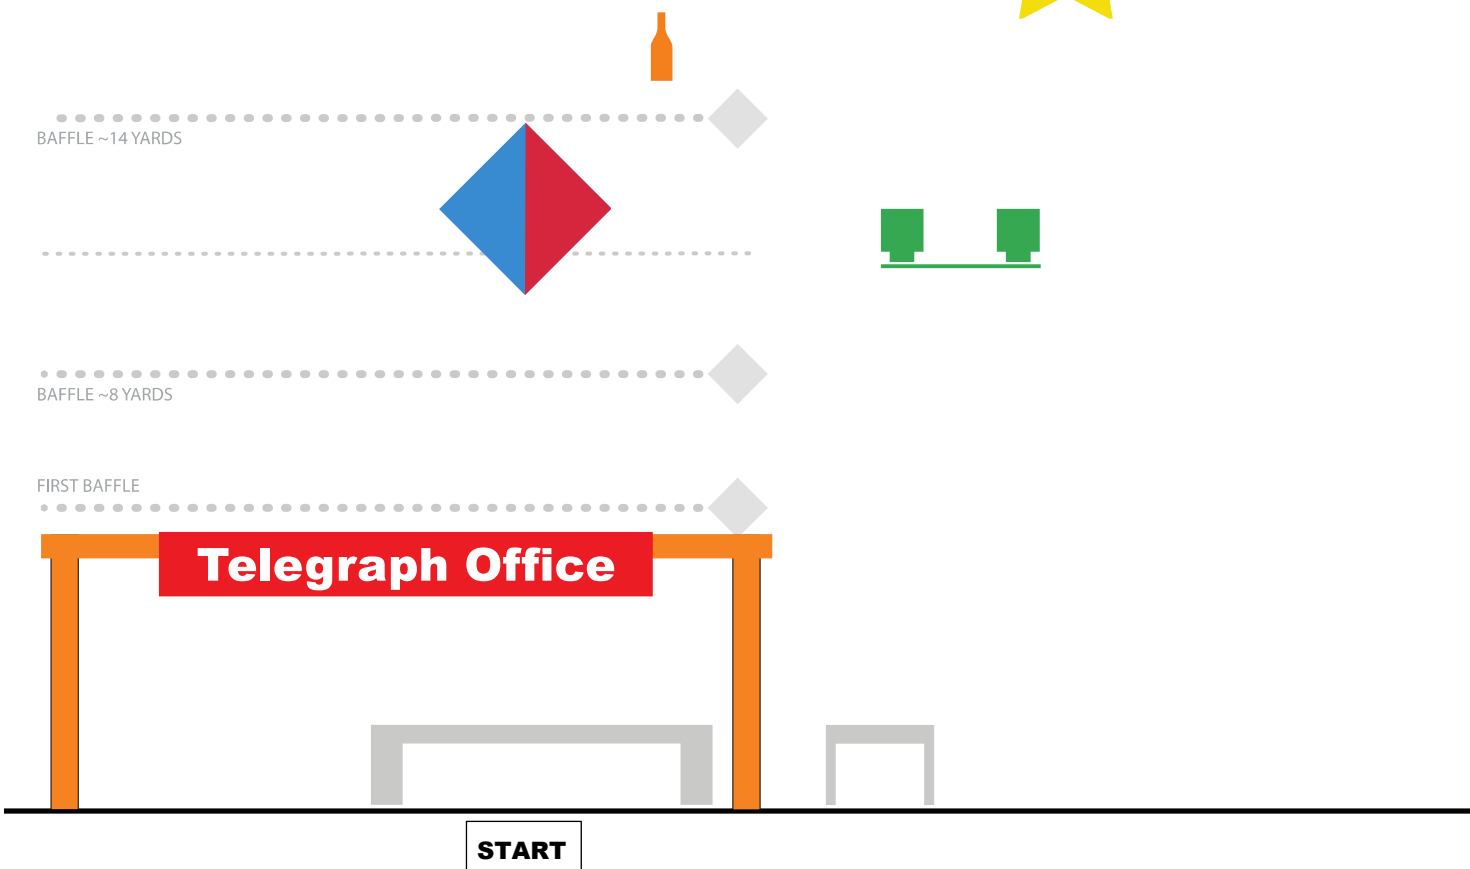 BAFFLE ~14 YARDS
BAFFLE ~8 YARDS
FIRST BAFFLE
Telegraph Office
START